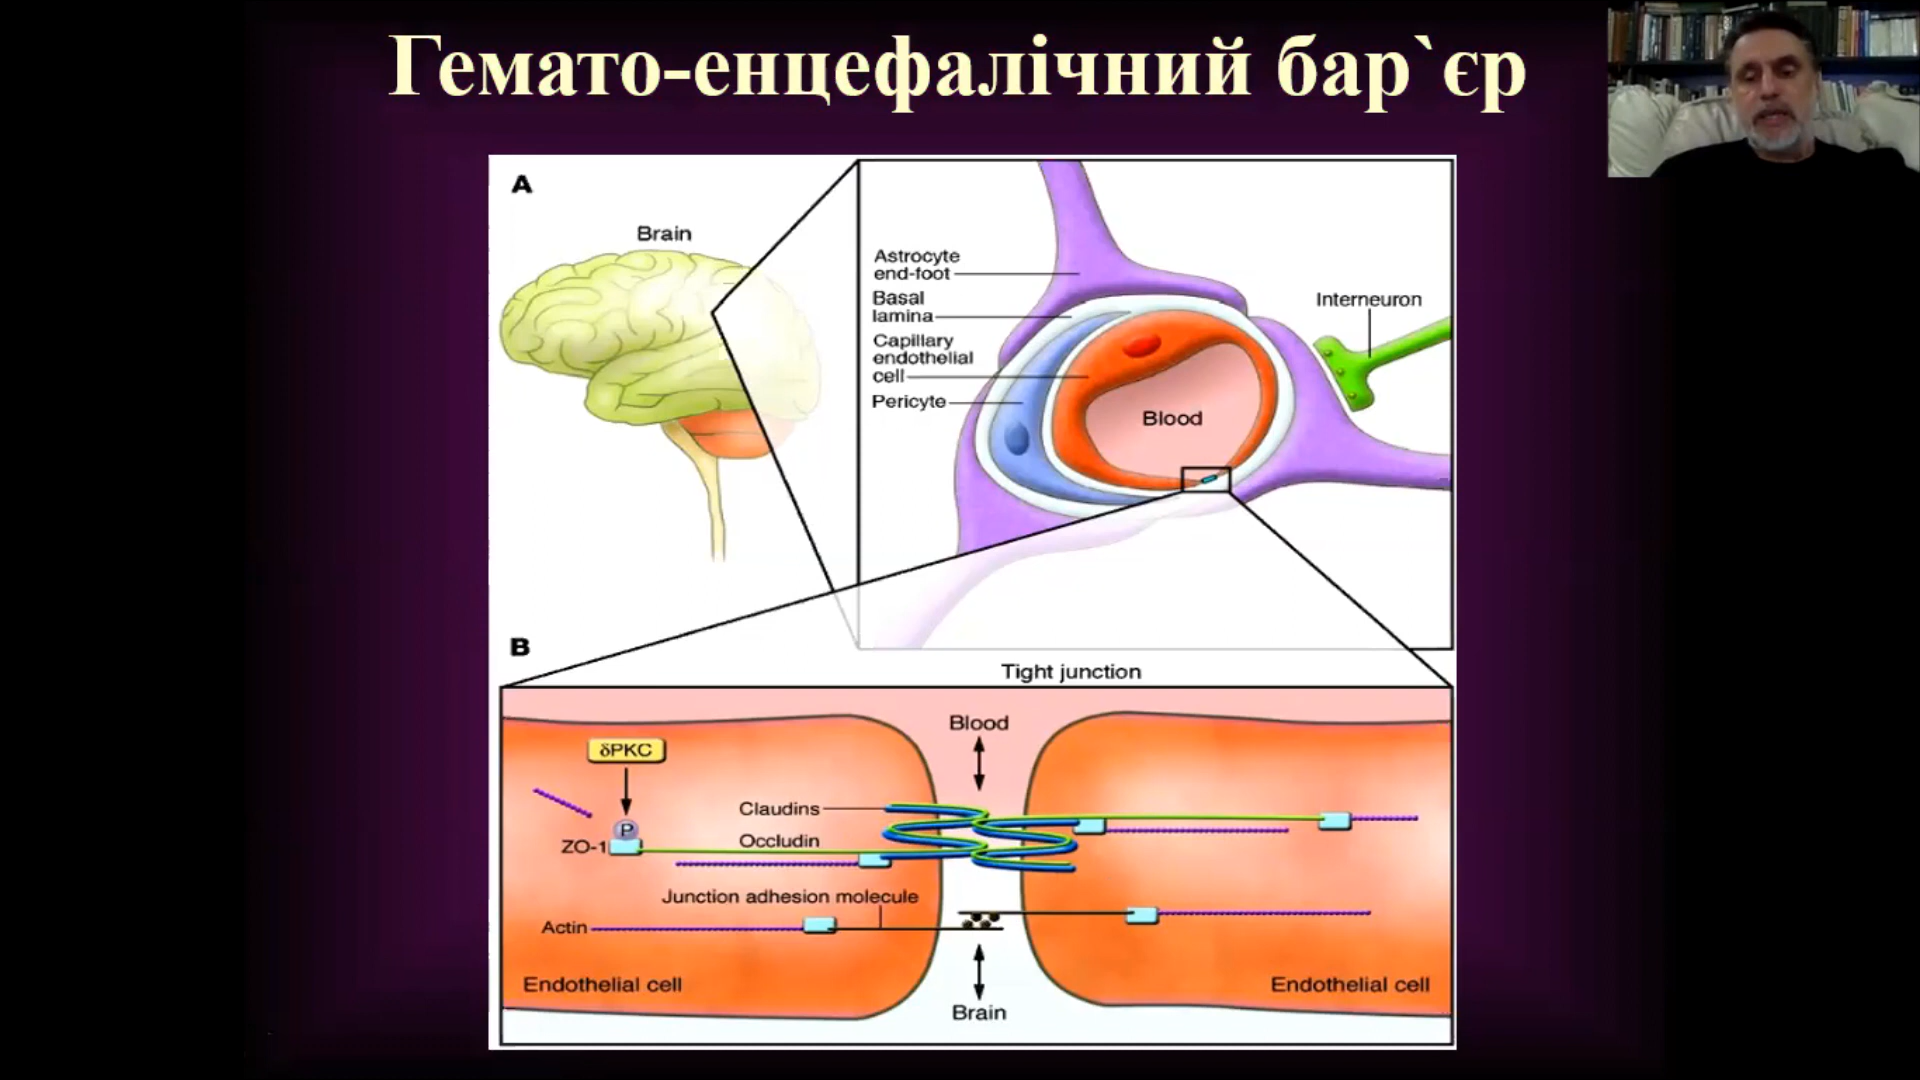 Гемато-енцефалічний бар`єр
A
Brain
Astrocyte
end-foot
Basal
lamina
Capillary
endothelial
cell
Pericyte
Interneuron
Blood
B
Tight junction
Blood
δPKC
P
ZO-1
Claudins
Occludin
Junction adhesion molecule
Actin
Endothelial cell
Endothelial cell
Brain